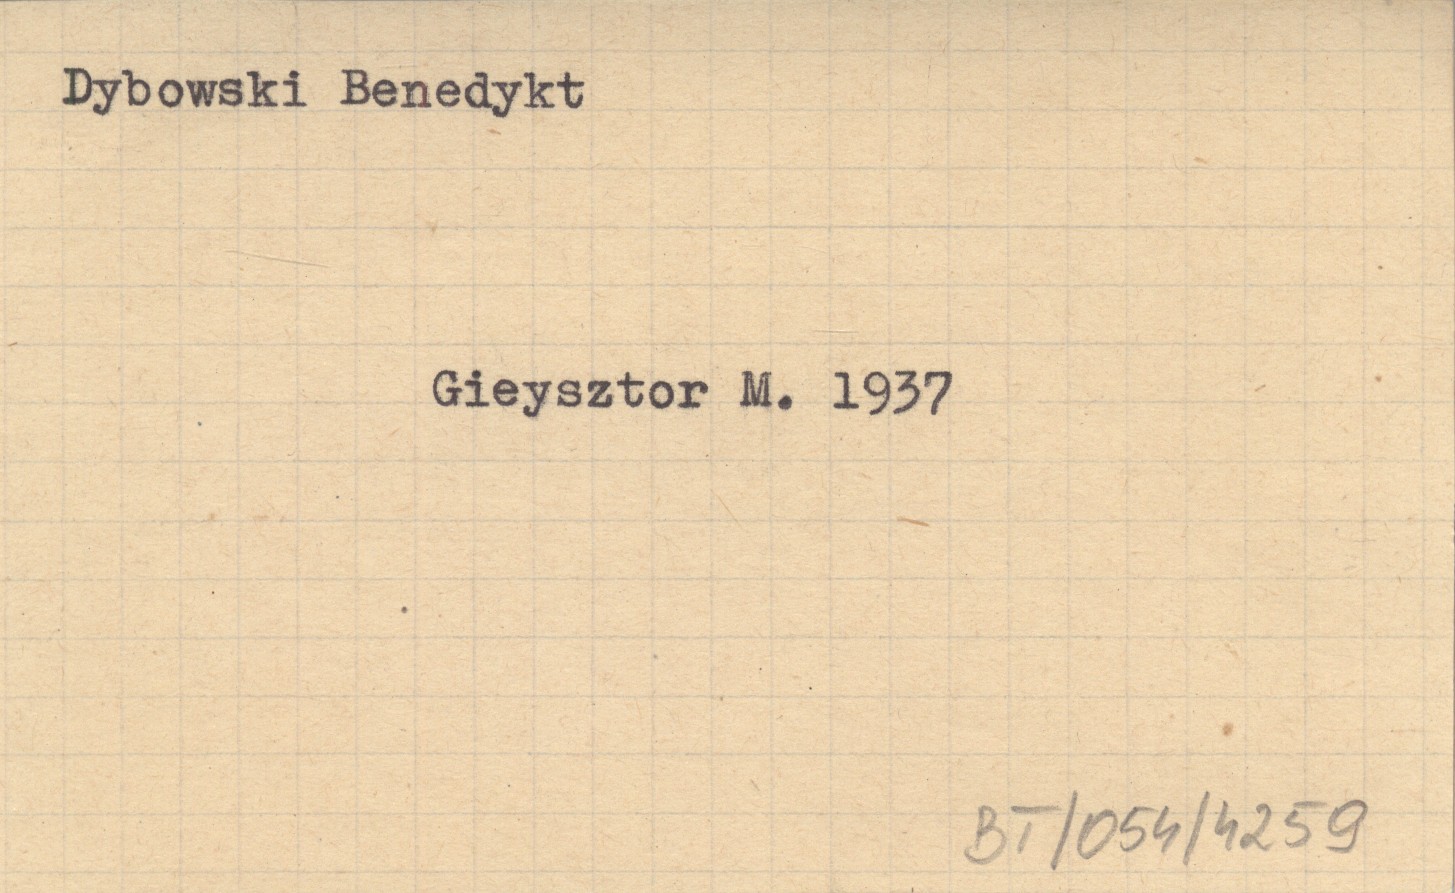 Dybowski Benedykt
Gieysztor M. 1937
BT/054/4259